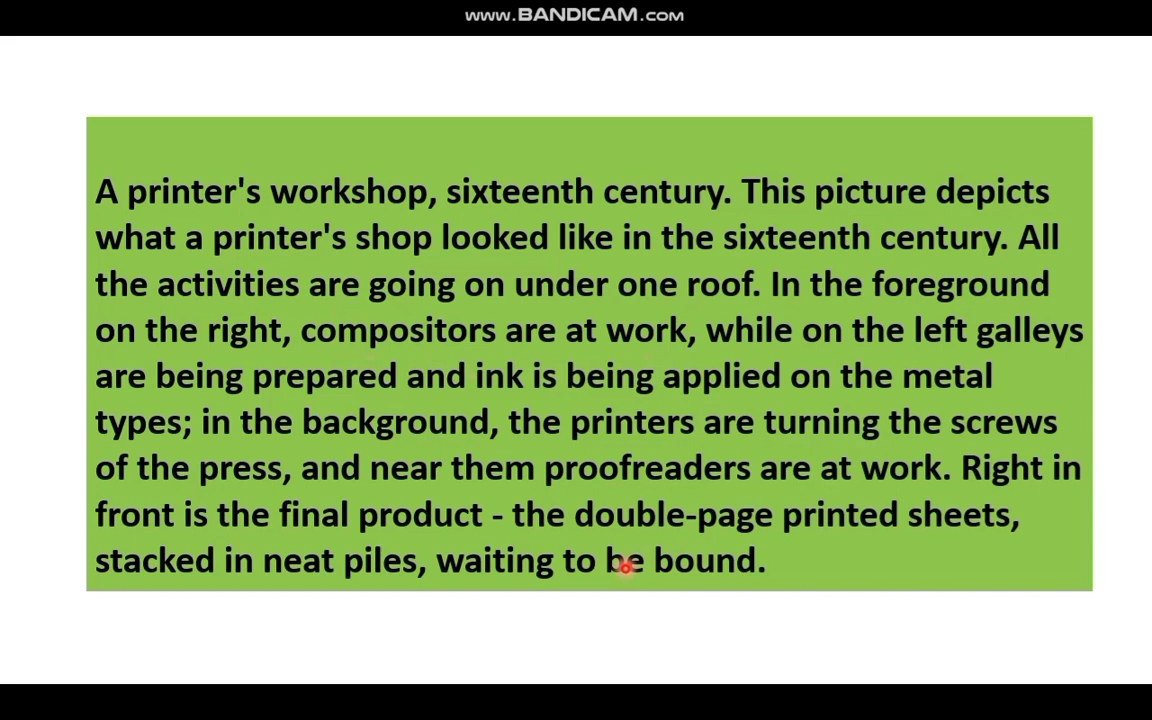 www.BANDICAM.com
A printer's workshop, sixteenth century. This picture depicts
what a printer's shop looked like in the sixteenth century. All
the activities are going on under one roof. In the foreground
on the right, compositors are at work, while on the left galleys
are being prepared and ink is being applied on the metal
types; in the background, the printers are turning the screws
of the press, and near them proofreaders are at work. Right in
front is the final product - the double-page printed sheets,
stacked in neat piles, waiting to be bound.